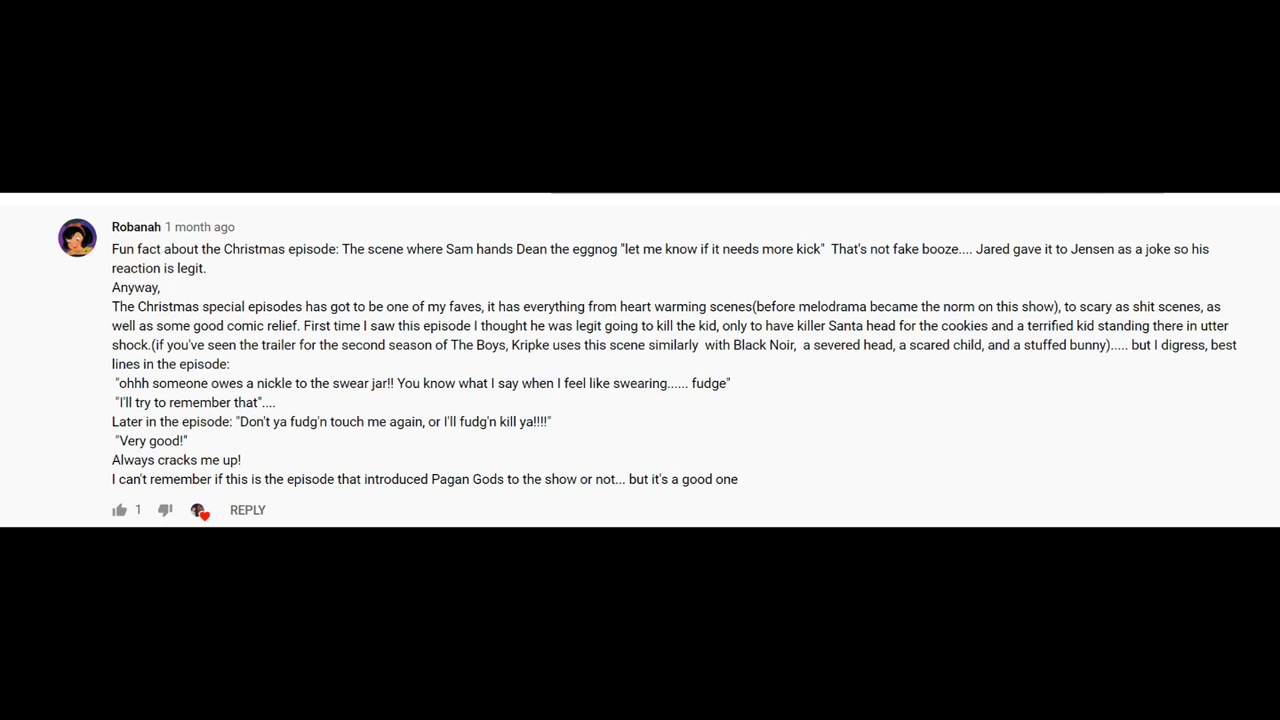 Robanah 1 month ago
Fun fact about the Christmas episode: The scene where Sam hands Dean the eggnog "let me know if it needs more kick"  That's not fake booze.... Jared gave it to Jensen as a joke so his
reaction is legit.
Anyway,
The Christmas special episodes has got to be one of my faves, it has everything from heart warming scenes(before melodrama became the norm on this show), to scary as shit scenes, as
well as some good comic relief. First time I saw this episode I thought he was legit going to kill the kid, only to have killer Santa head for the cookies and a terrified kid standing there in utter
shock.(if you've seen the trailer for the second season of The Boys, Kripke uses this scene similarly  with Black Noir,  a severed head, a scared child, and a stuffed bunny)..... but I digress, best
lines in the episode:
"ohhh someone owes a nickle to the swear jar!! You know what I say when I feel like swearing...... fudge"
"I'll try to remember that"....
Later in the episode: "Don't ya fudg'n touch me again, or I'll fudg'n kill ya!!!!"
"Very good!"
Always cracks me up!
I can't remember if this is the episode that introduced Pagan Gods to the show or not... but it's a good one
1 REPLY